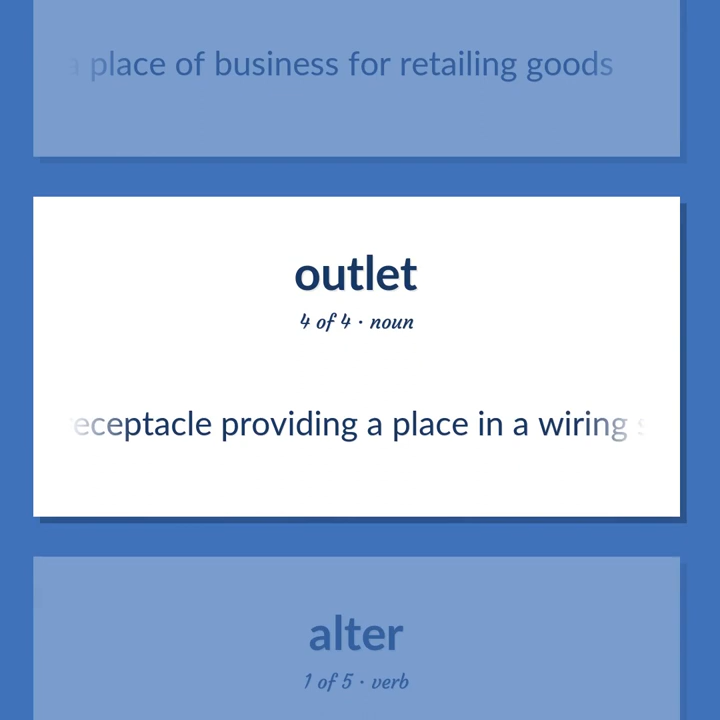 a place of business for retailing goods
outlet
4 of 4 · noun
receptacle providing a place in a wiring
alter
1 of 5 · verb